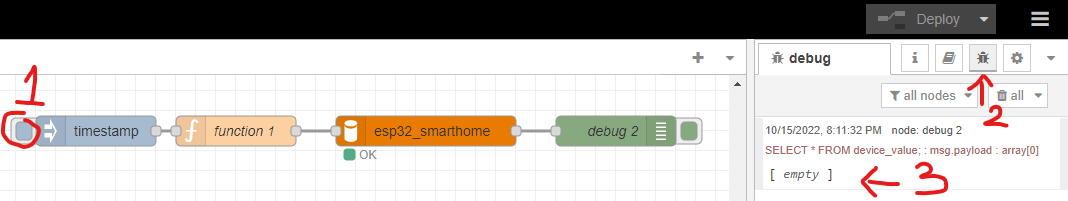 Deploy
debug
i
all nodes
all
1
timestamp
f
function 1
esp32_smarthome
debug 2
OK
2
10/15/2022, 8:11:32 PM node: debug 2
SELECT * FROM device_value; : msg.payload : array[0]
[ empty ]
3